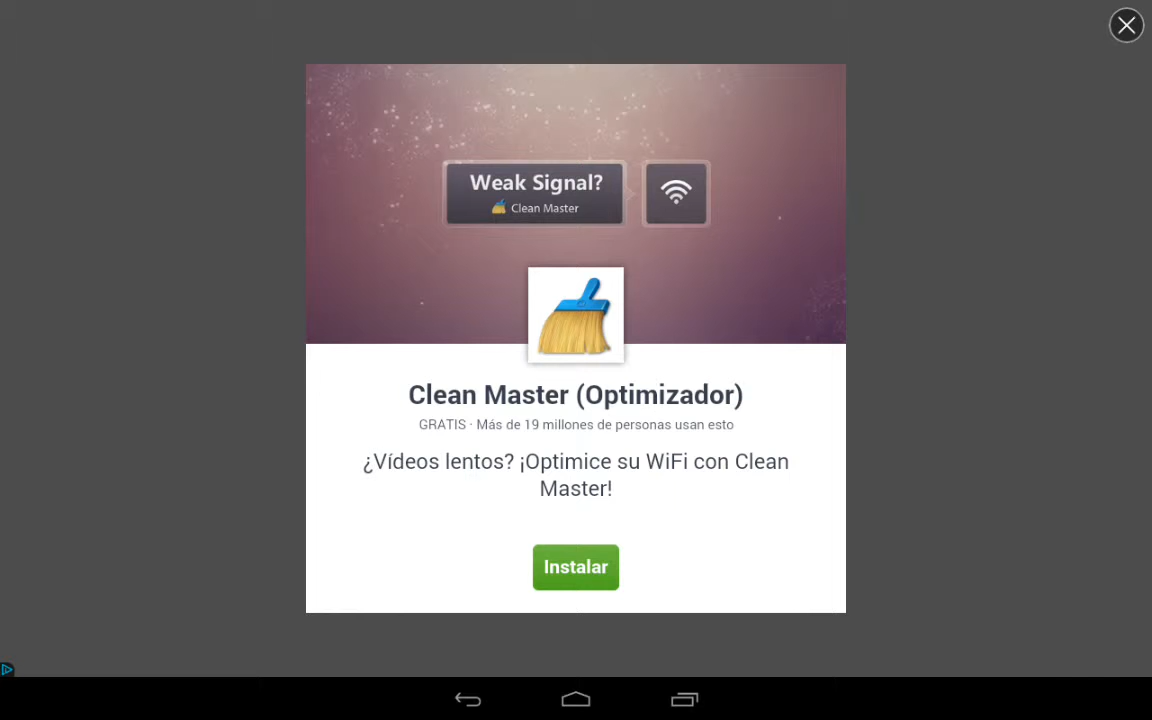 Weak Signal?
Clean Master
Clean Master (Optimizador)
GRATIS · Más de 19 millones de personas usan esto
¿Vídeos lentos? ¡Optimice su WiFi con Clean
Master!
Instalar